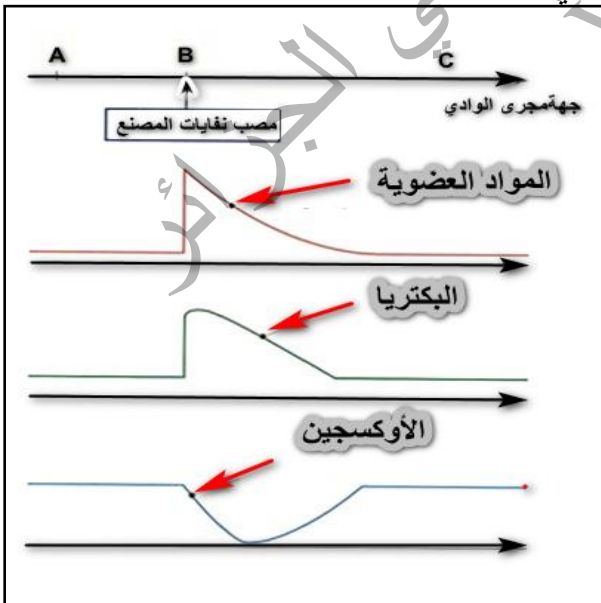 A B C
جهةمجرى الوادي
مصب نفايات المصنع
المواد العضوية
البكتريا
الأوكسجين